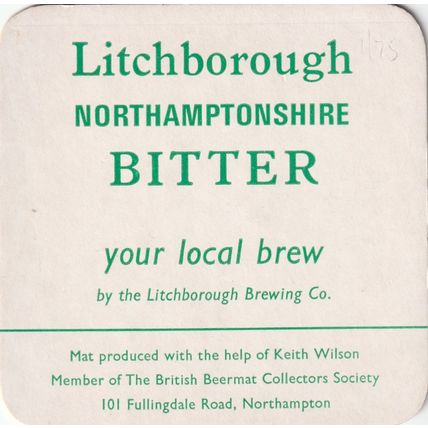 1/75
Litchborough
NORTHAMPTONSHIRE
BITTER
your local brew
by the Litchborough Brewing Co.
Mat produced with the help of Keith Wilson
Member of The British Beermat Collectors Society
101 Fullingdale Road, Northampton